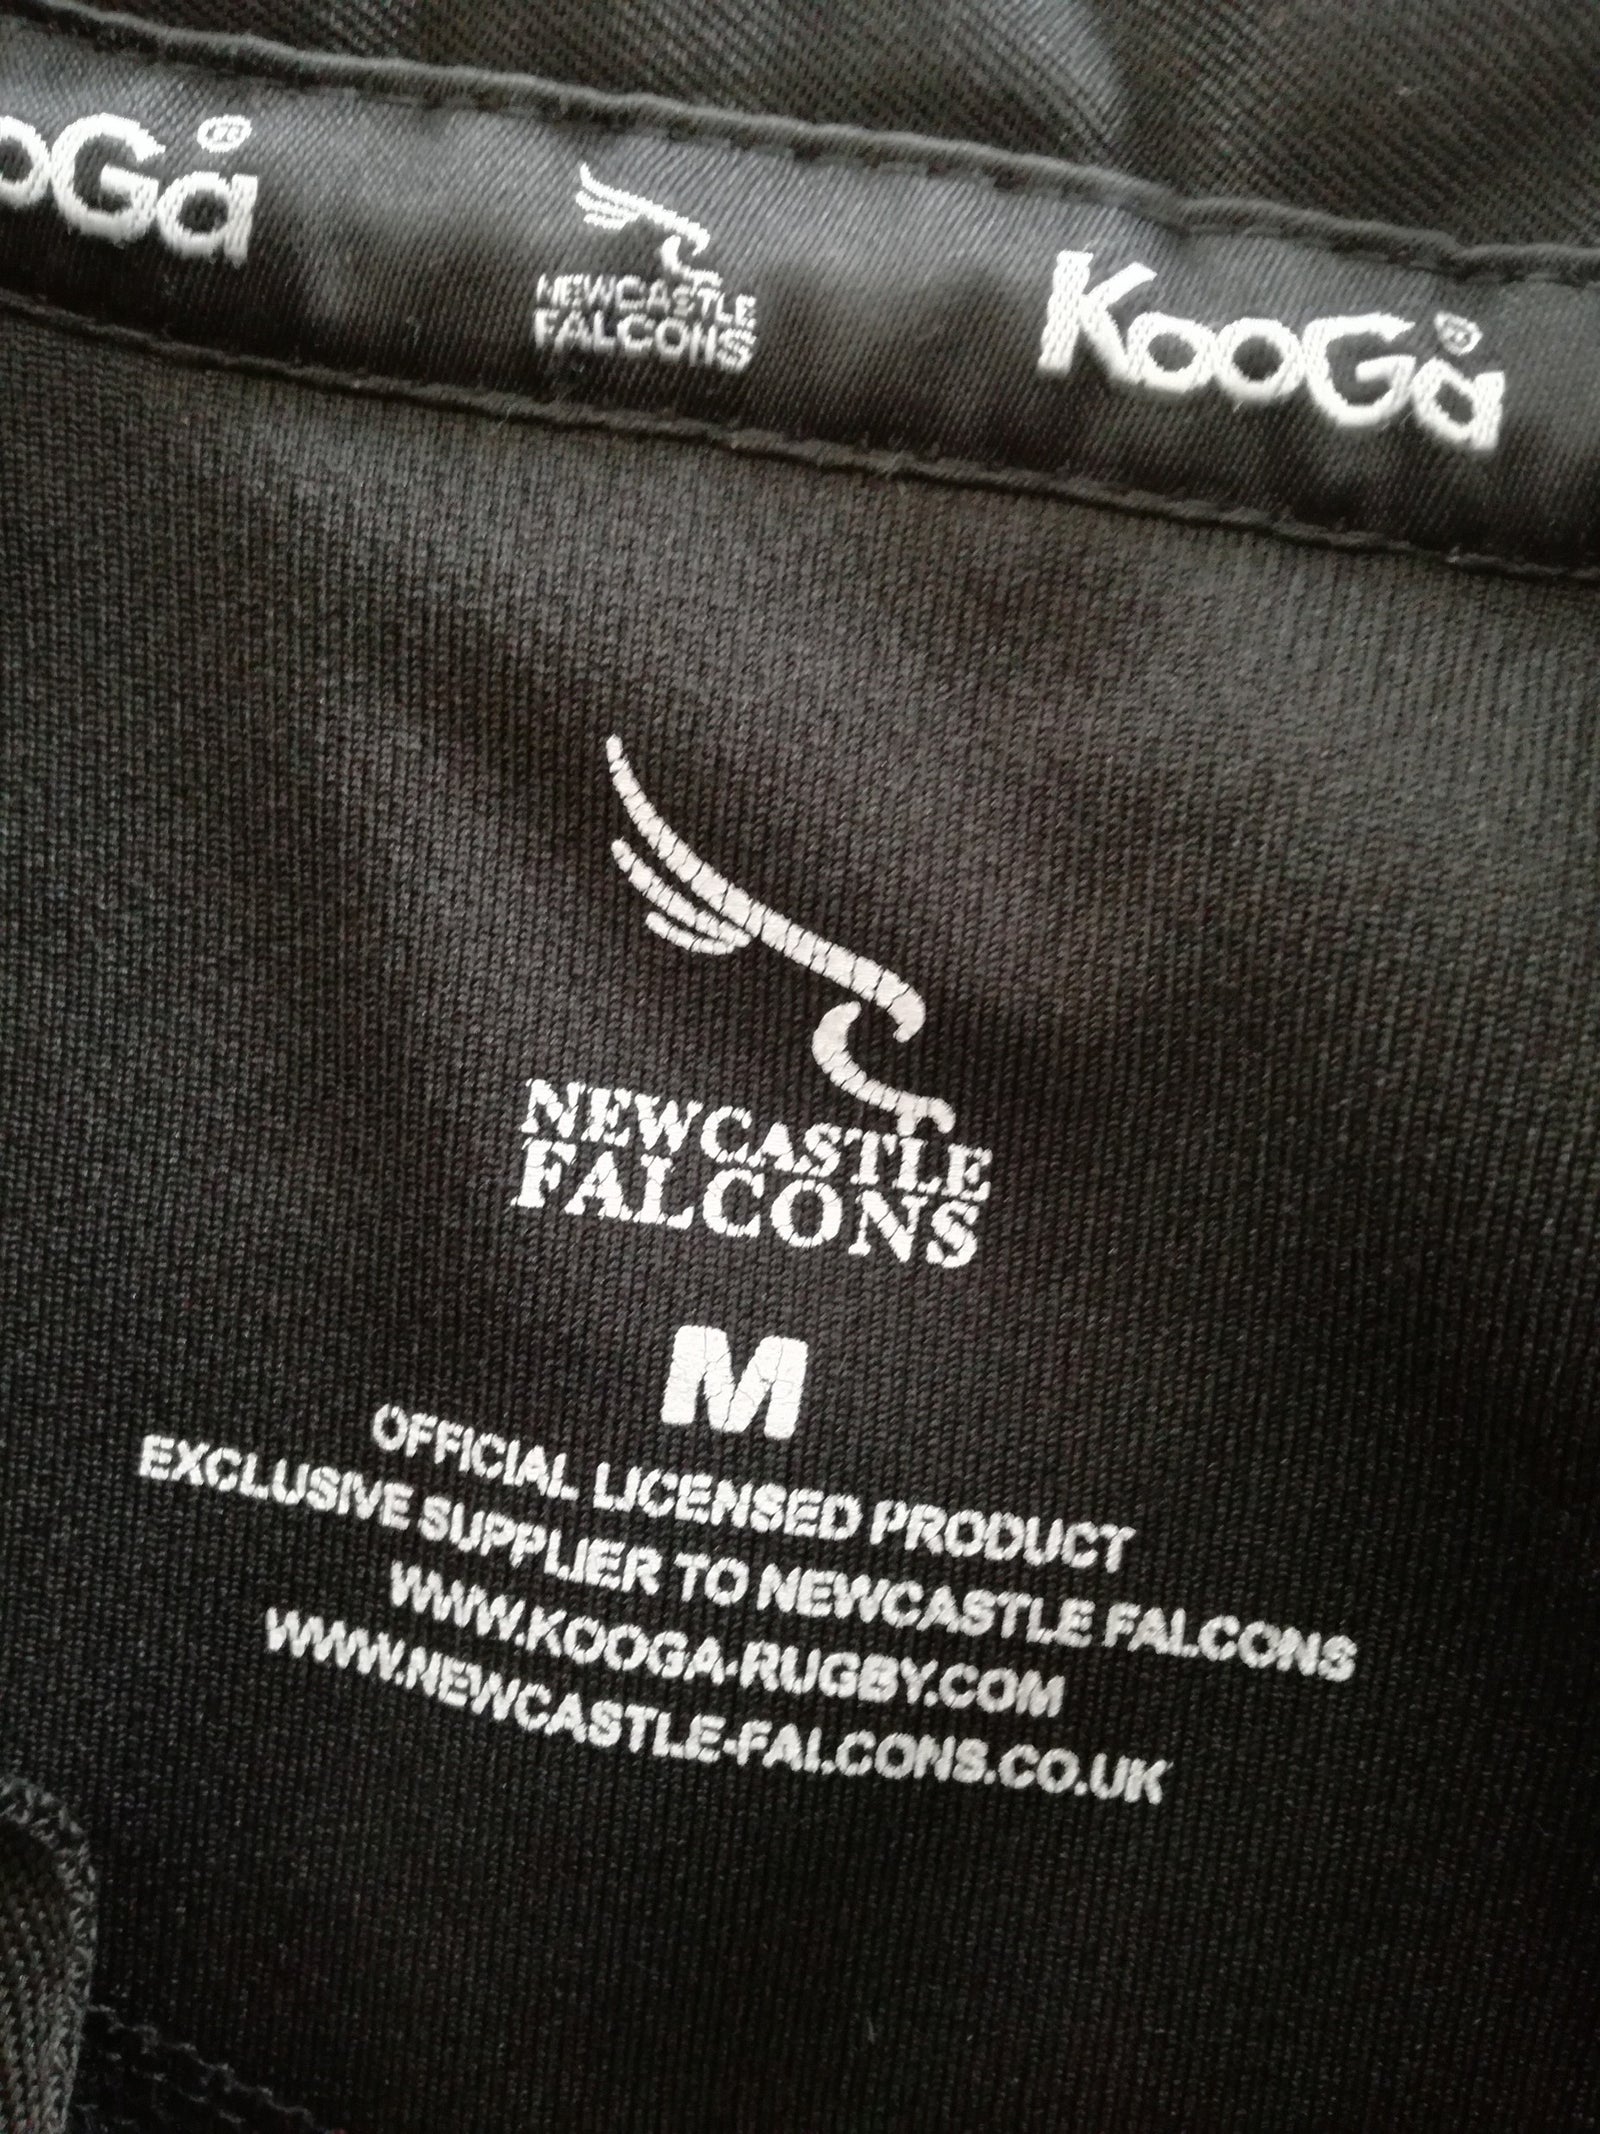 ooGa®
NEWCASTLE
FALCONS
KooGa®
NEWCASTLE
FALCONS
M
OFFICIAL LICENSED PRODUCT
EXCLUSIVE SUPPLIER TO NEWCASTLE FALCONS
WWW.KOOGA-RUGBY.COM
WWW.NEWCASTLE-FALCONS.CO.UK